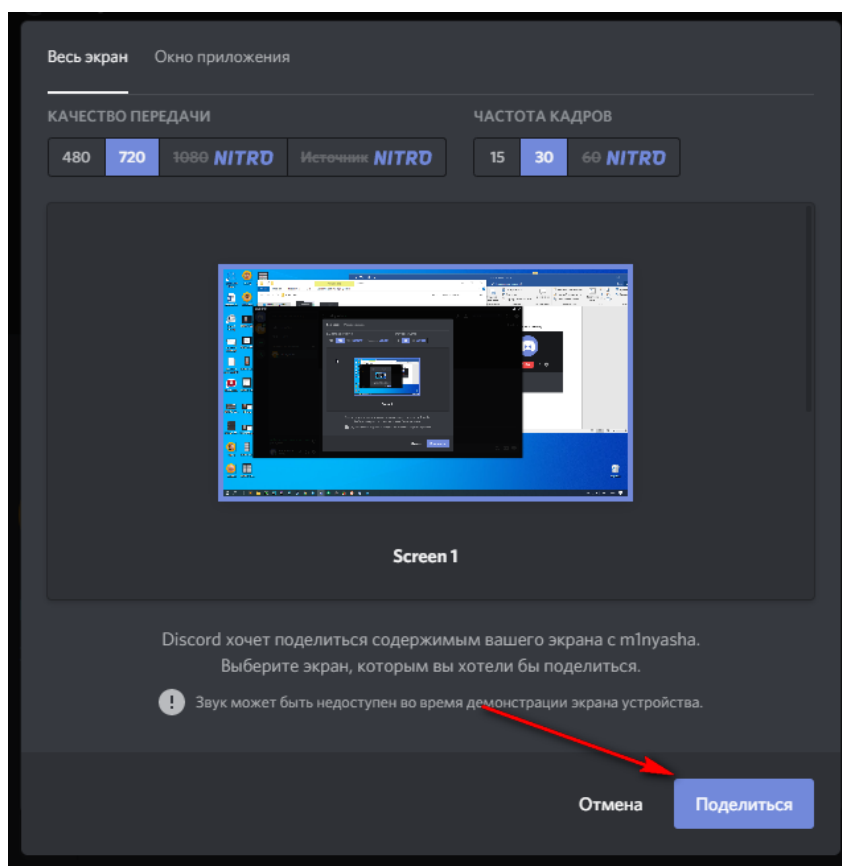 Весь экран Окно приложения
КАЧЕСТВО ПЕРЕДАЧИ ЧАСТОТА КАДРОВ
480 720 1080 NITRO Источник NITRO 15 30 60 NITRO
Screen 1
Discord хочет поделиться содержимым вашего экрана с m1nyasha.
Выберите экран, которым вы хотели бы поделиться.
! Звук может быть недоступен во время демонстрации экрана устройства.
Отмена Поделиться